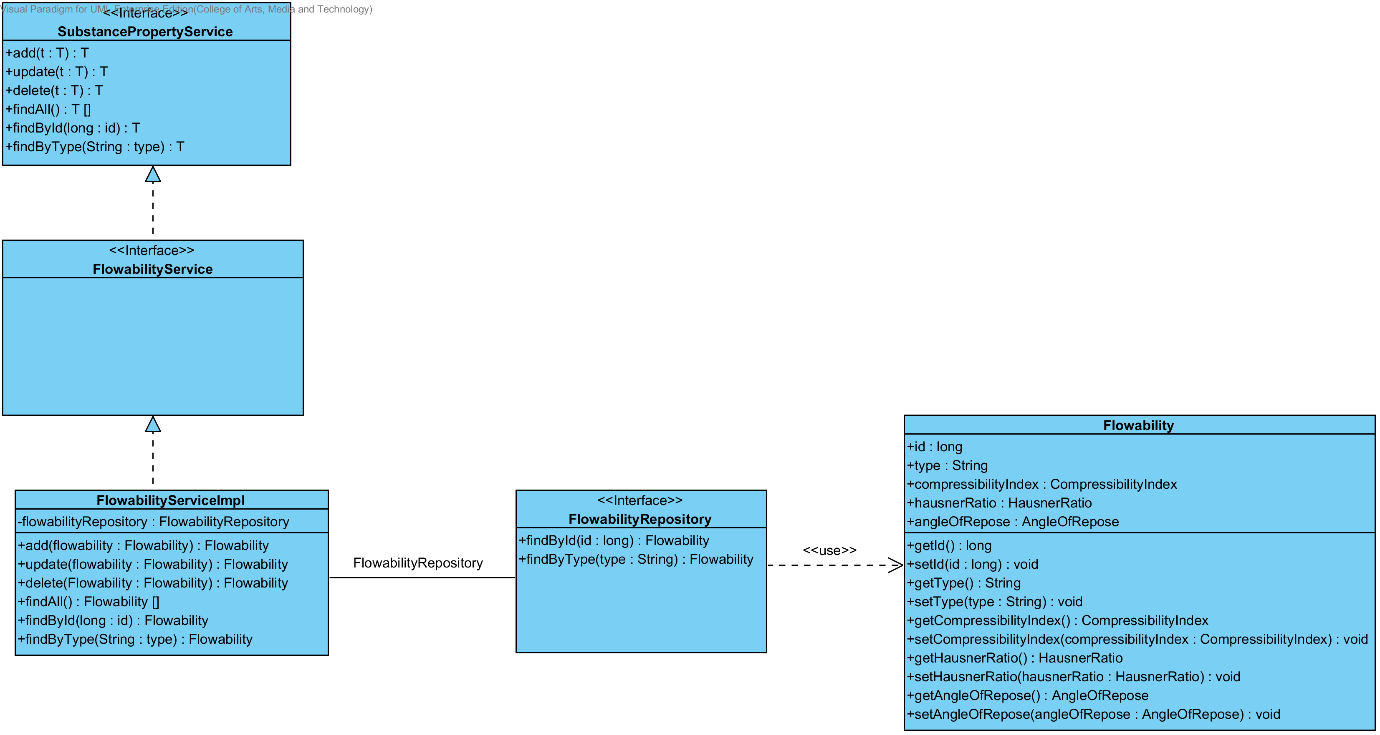 Visual Paradigm for UML Enterprise Edition(College of Arts, Media and Technology)
<<Interface>>
SubstancePropertyService
+add(t : T) : T
+update(t : T) : T
+delete(t : T) : T
+findAll() : T []
+findById(long : id) : T
+findByType(String : type) : T
<<Interface>>
FlowabilityService
FlowabilityServiceImpl
-flowabilityRepository : FlowabilityRepository
+add(flowability : Flowability) : Flowability
+update(flowability : Flowability) : Flowability
+delete(Flowability : Flowability) : Flowability
+findAll() : Flowability []
+findById(long : id) : Flowability
+findByType(String : type) : Flowability
FlowabilityRepository
<<Interface>>
FlowabilityRepository
+findById(id : long) : Flowability
+findByType(type : String) : Flowability
<<use>>
Flowability
+id : long
+type : String
+compressibilityIndex : CompressibilityIndex
+hausnerRatio : HausnerRatio
+angleOfRepose : AngleOfRepose
+getId() : long
+setId(id : long) : void
+getType() : String
+setType(type : String) : void
+getCompressibilityIndex() : CompressibilityIndex
+setCompressibilityIndex(compressibilityIndex : CompressibilityIndex) : void
+getHausnerRatio() : HausnerRatio
+setHausnerRatio(hausnerRatio : HausnerRatio) : void
+getAngleOfRepose() : AngleOfRepose
+setAngleOfRepose(angleOfRepose : AngleOfRepose) : void